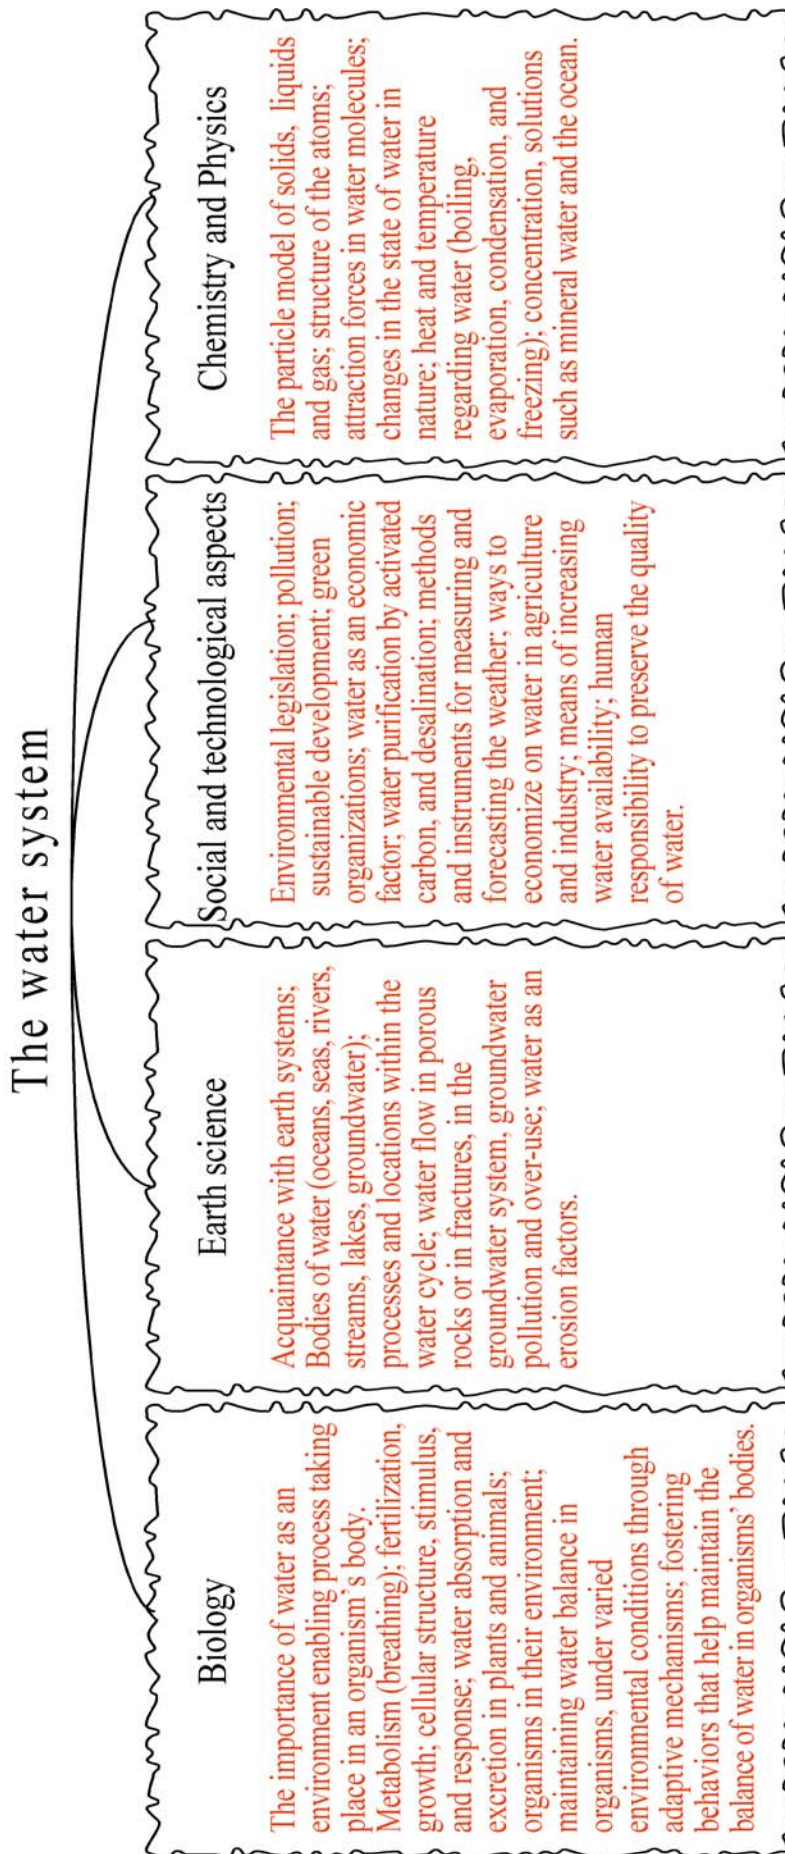 The water system
Biology
The importance of water as an
environment enabling process taking
place in an organism's body.
Metabolism (breathing); fertilization,
growth; cellular structure, stimulus,
and response; water absorption and
excretion in plants and animals;
organisms in their environment;
maintaining water balance in
organisms, under varied
environmental conditions through
adaptive mechanisms; fostering
behaviors that help maintain the
balance of water in organisms' bodies.
Earth science
Acquaintance with earth systems;
Bodies of water (oceans, seas, rivers,
streams, lakes, groundwater);
processes and locations within the
water cycle; water flow in porous
rocks or in fractures, in the
groundwater system, groundwater
pollution and over-use; water as an
erosion factors.
Social and technological aspects
Environmental legislation; pollution;
sustainable development; green
organizations; water as an economic
factor; water purification by activated
carbon, and desalination; methods
and instruments for measuring and
forecasting the weather; ways to
economize on water in agriculture
and industry; means of increasing
water availability; human
responsibility to preserve the quality
of water.
Chemistry and Physics
The particle model of solids, liquids
and gas; structure of the atoms;
attraction forces in water molecules;
changes in the state of water in
nature; heat and temperature
regarding water (boiling,
evaporation, condensation, and
freezing); concentration, solutions
such as mineral water and the ocean.